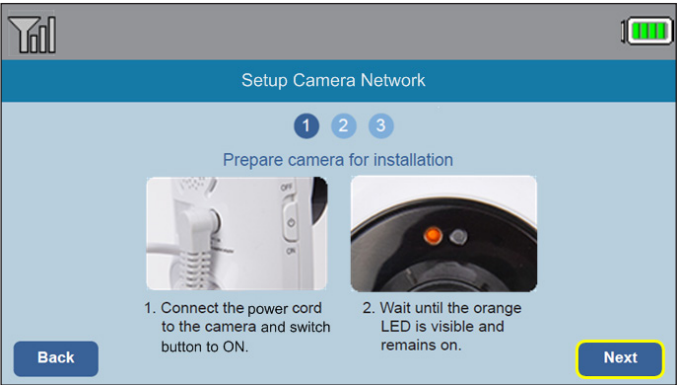 Setup Camera Network
1 2 3
Prepare camera for installation
OFF
ON
1. Connect the power cord
to the camera and switch
button to ON.
2. Wait until the orange
LED is visible and
remains on.
Back
Next